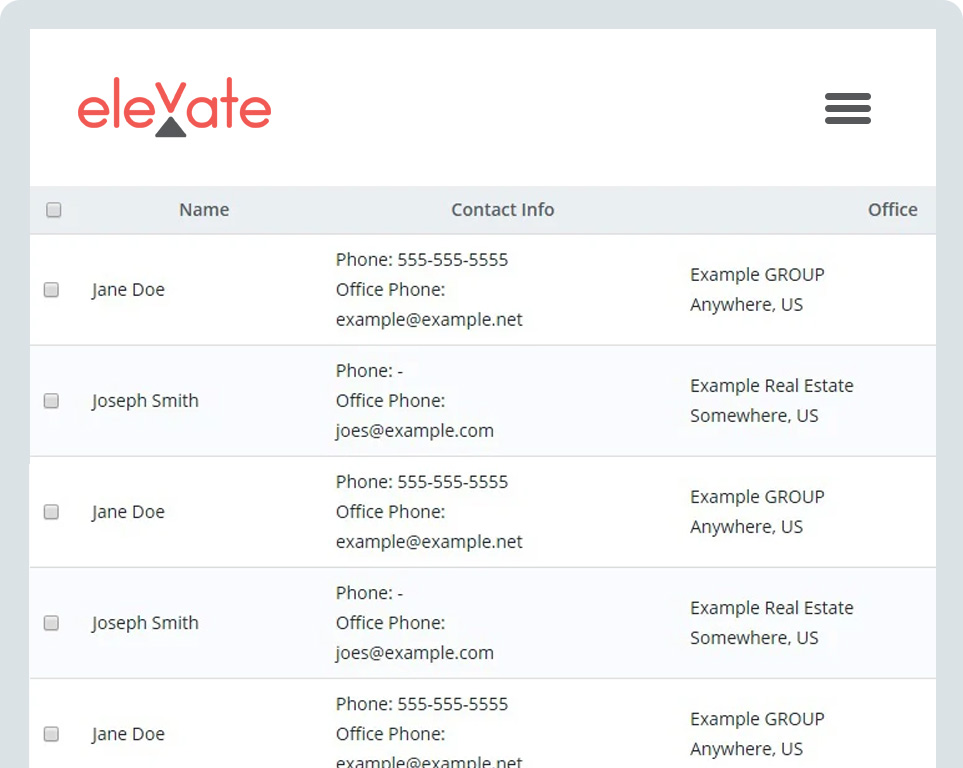 elevate
Name Contact Info Office
Phone: 555-555-5555
Example GROUP
Jane Doe Office Phone:
Anywhere, US
example@example.net
Phone: -
Example Real Estate
Joseph Smith Office Phone:
Somewhere, US
joes@example.com
Phone: 555-555-5555
Example GROUP
Jane Doe Office Phone:
Anywhere, US
example@example.net
Phone: -
Example Real Estate
Joseph Smith Office Phone:
Somewhere, US
joes@example.com
Phone: 555-555-5555
Example GROUP
Jane Doe Office Phone:
Anywhere, US
example@example.net